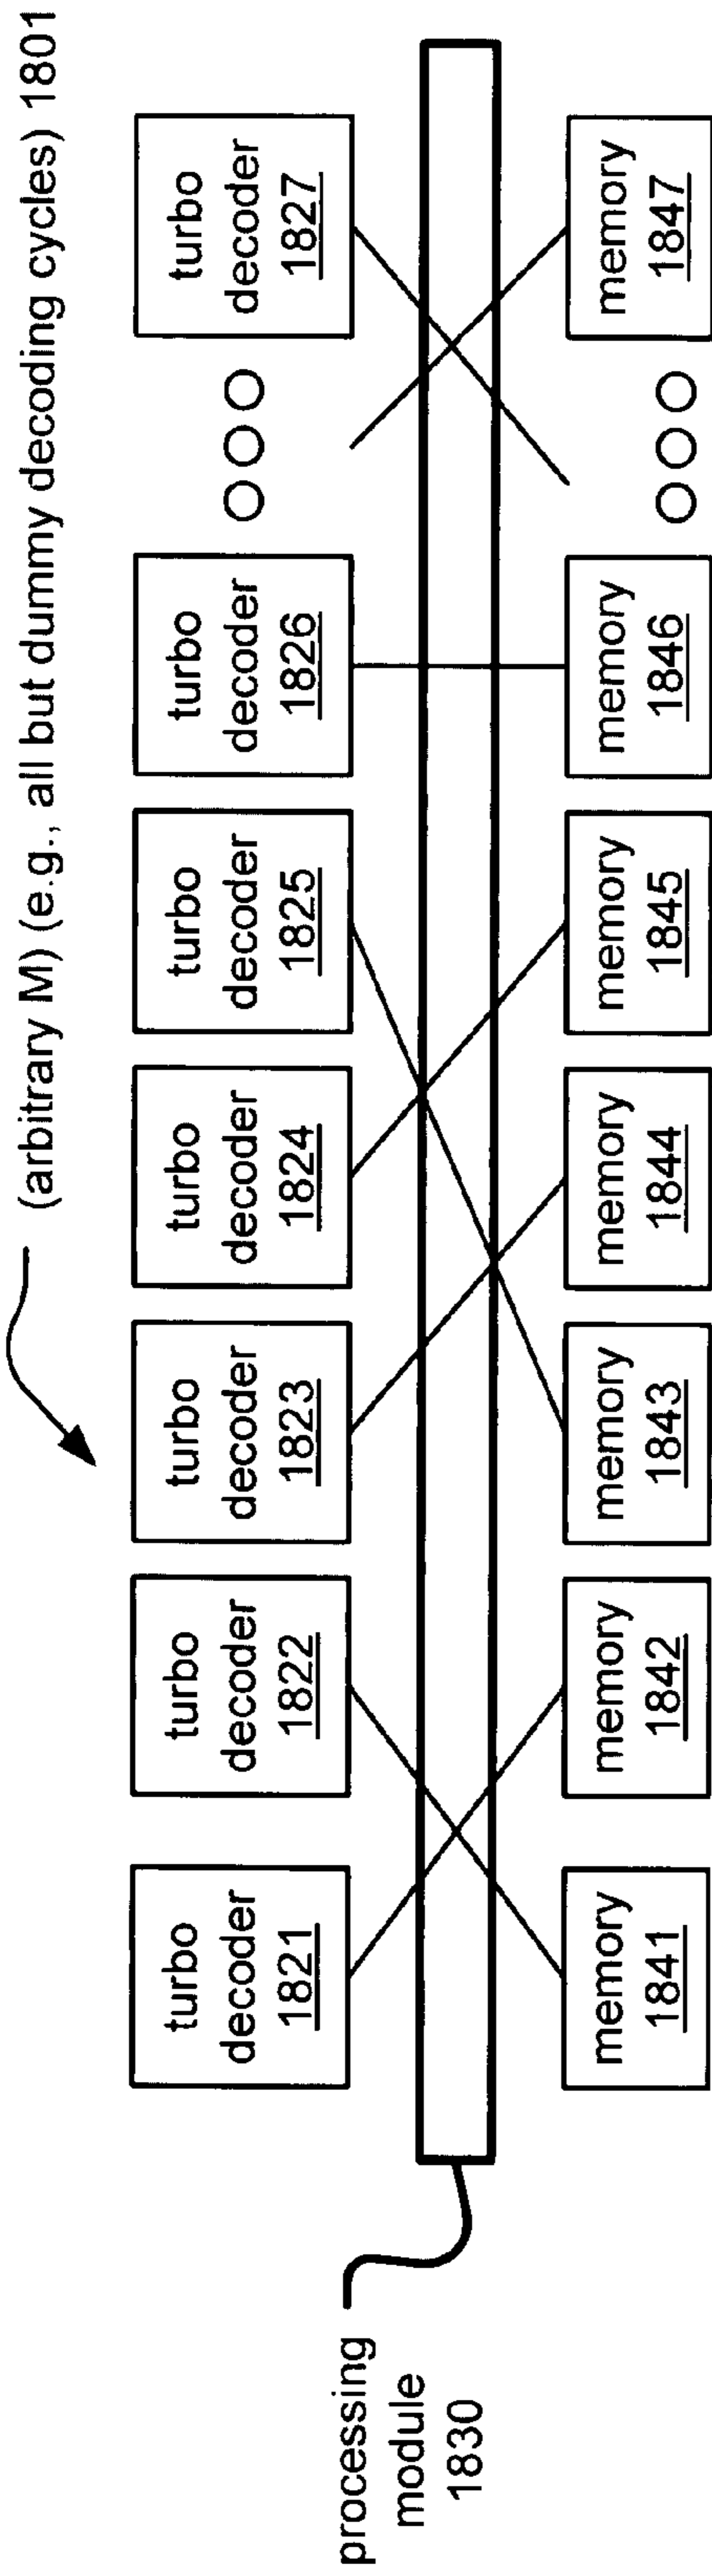 (arbitrary M) (e.g., all but dummy decoding cycles) 1801
turbo
decoder
1821
turbo
decoder
1822
turbo
decoder
1823
turbo
decoder
1824
turbo
decoder
1825
turbo
decoder
1826
turbo
decoder
1827
processing
module
1830
memory
1841
memory
1842
memory
1843
memory
1844
memory
1845
memory
1846
memory
1847